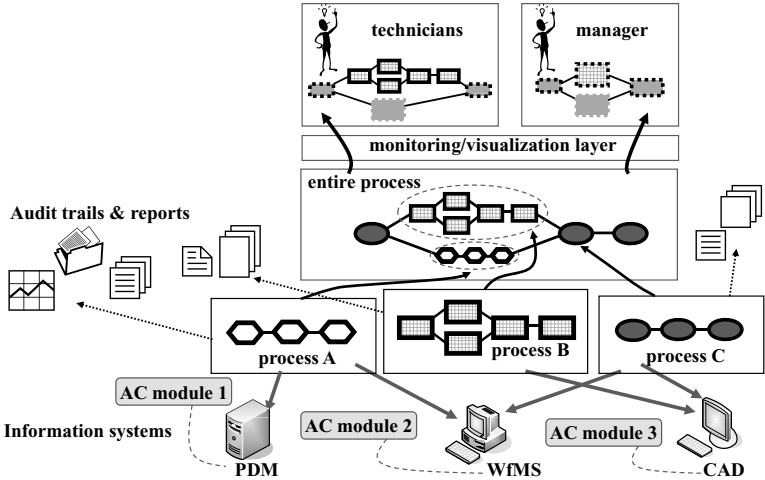 technicians
manager
monitoring/visualization layer
entire process
Audit trails & reports
process A
process B
process C
AC module 1
AC module 2
AC module 3
Information systems
PDM
WfMS
CAD